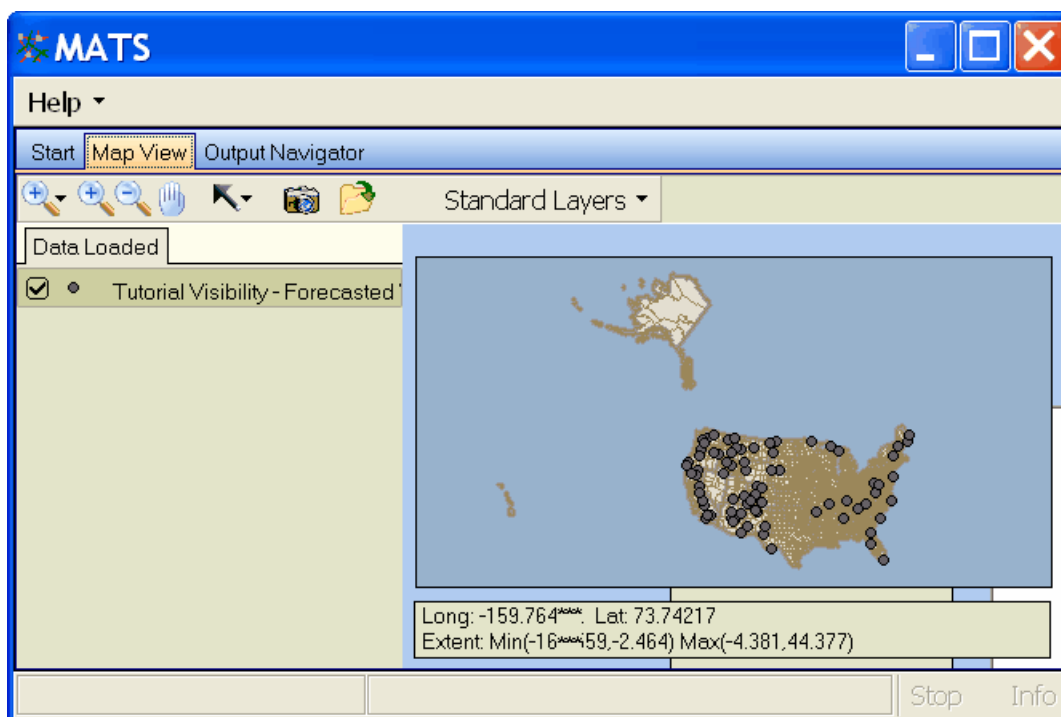 MATS
Help
Start Map View Output Navigator
Standard Layers
Data Loaded
Tutorial Visibility - Forecasted
Long: -159.764***. Lat: 73.74217
Extent: Min(-16***59,-2.464) Max(-4.381,44.377)
Stop Info